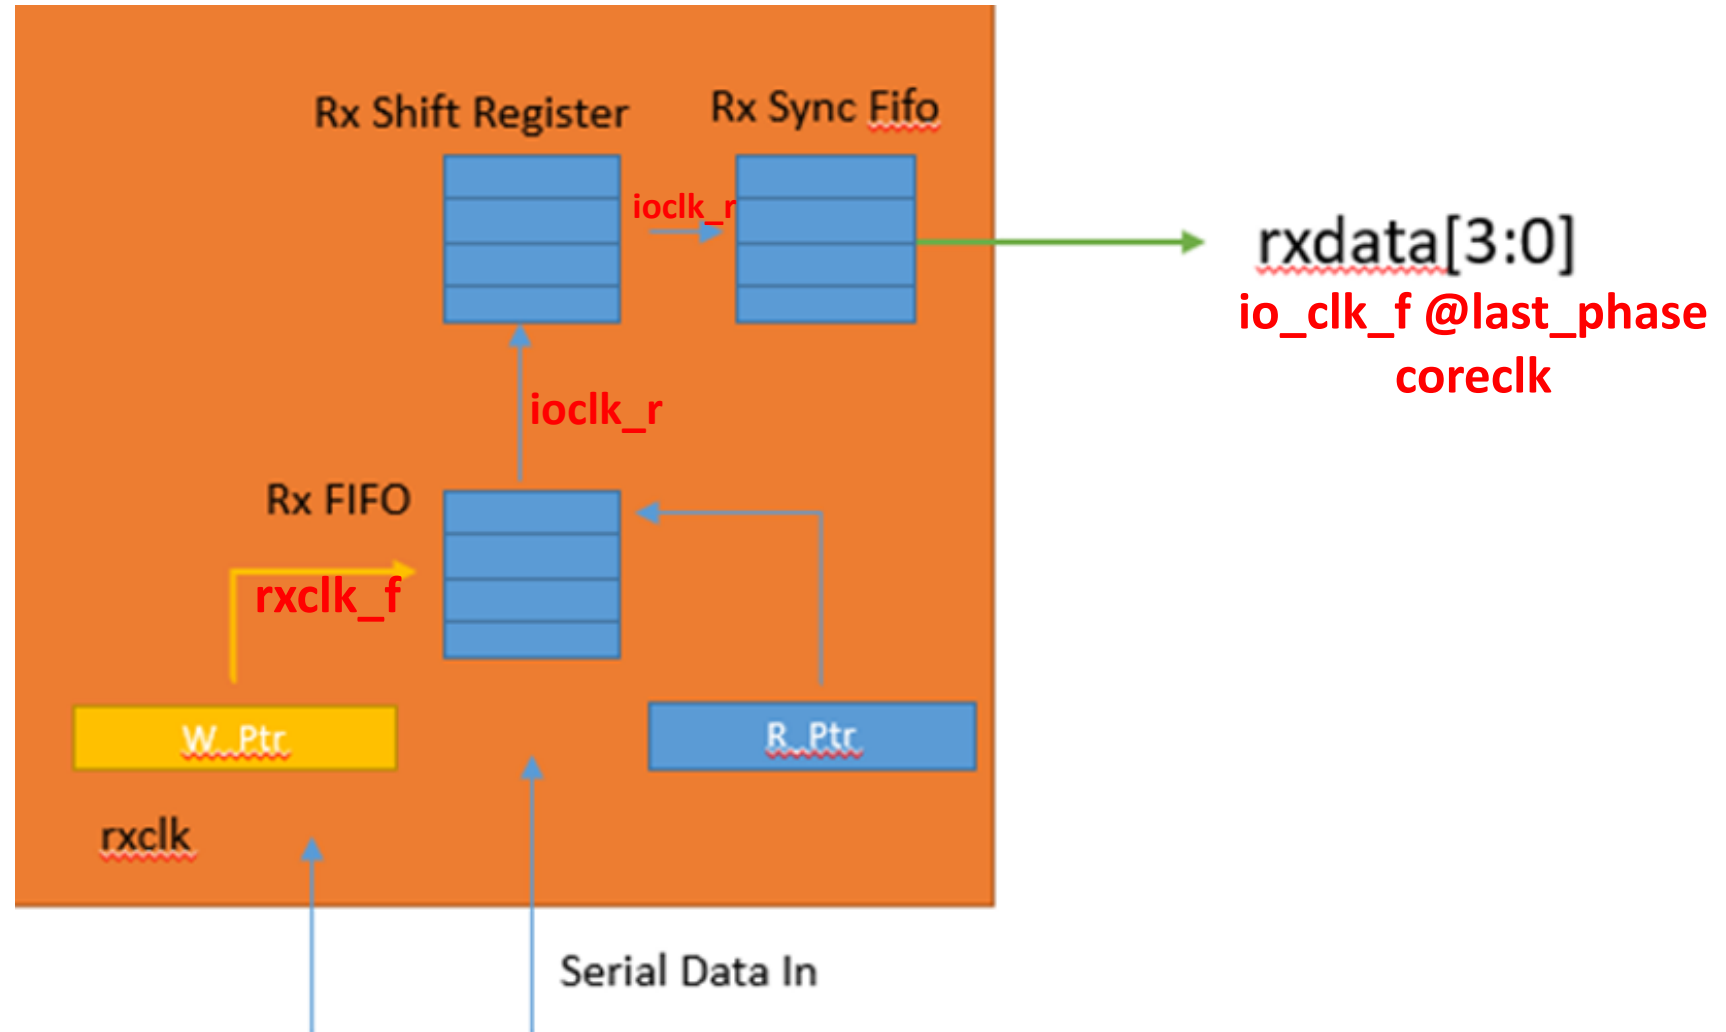 Rx Shift Register
Rx Sync Fifo
ioclk_r
rxdata[3:0]
io_clk_f @last_phase
coreclk
ioclk_r
Rx FIFO
rxclk_f
W_Ptr
R_Ptr
rxclk
Serial Data In